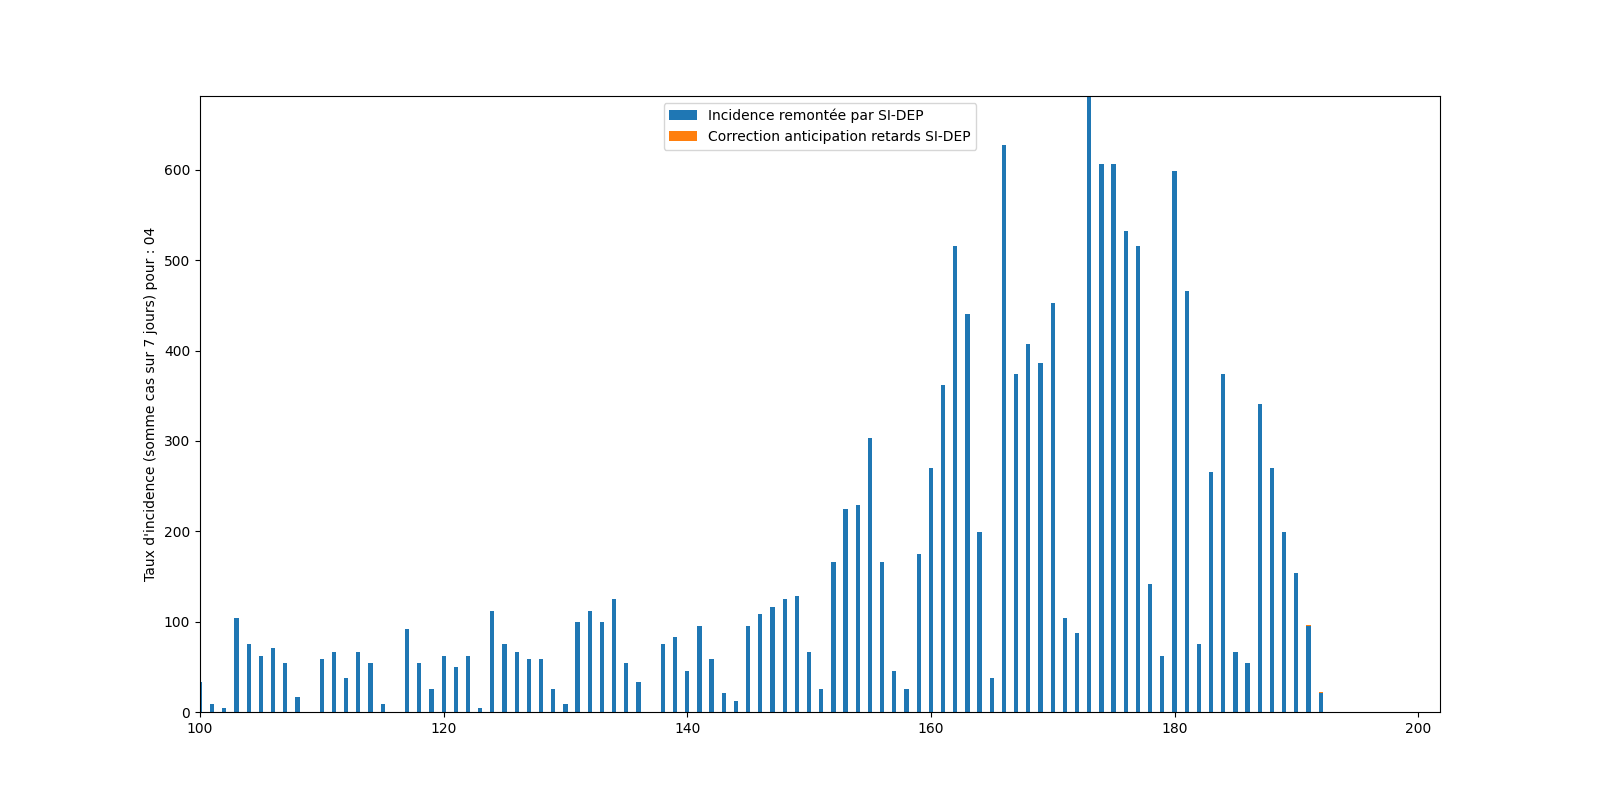 Incidence remontée par SI-DEP
Correction anticipation retards SI-DEP
Taux d'incidence (somme cas sur 7 jours) pour : 04
600
500
400
300
200
100
0
100 120 140 160 180 200